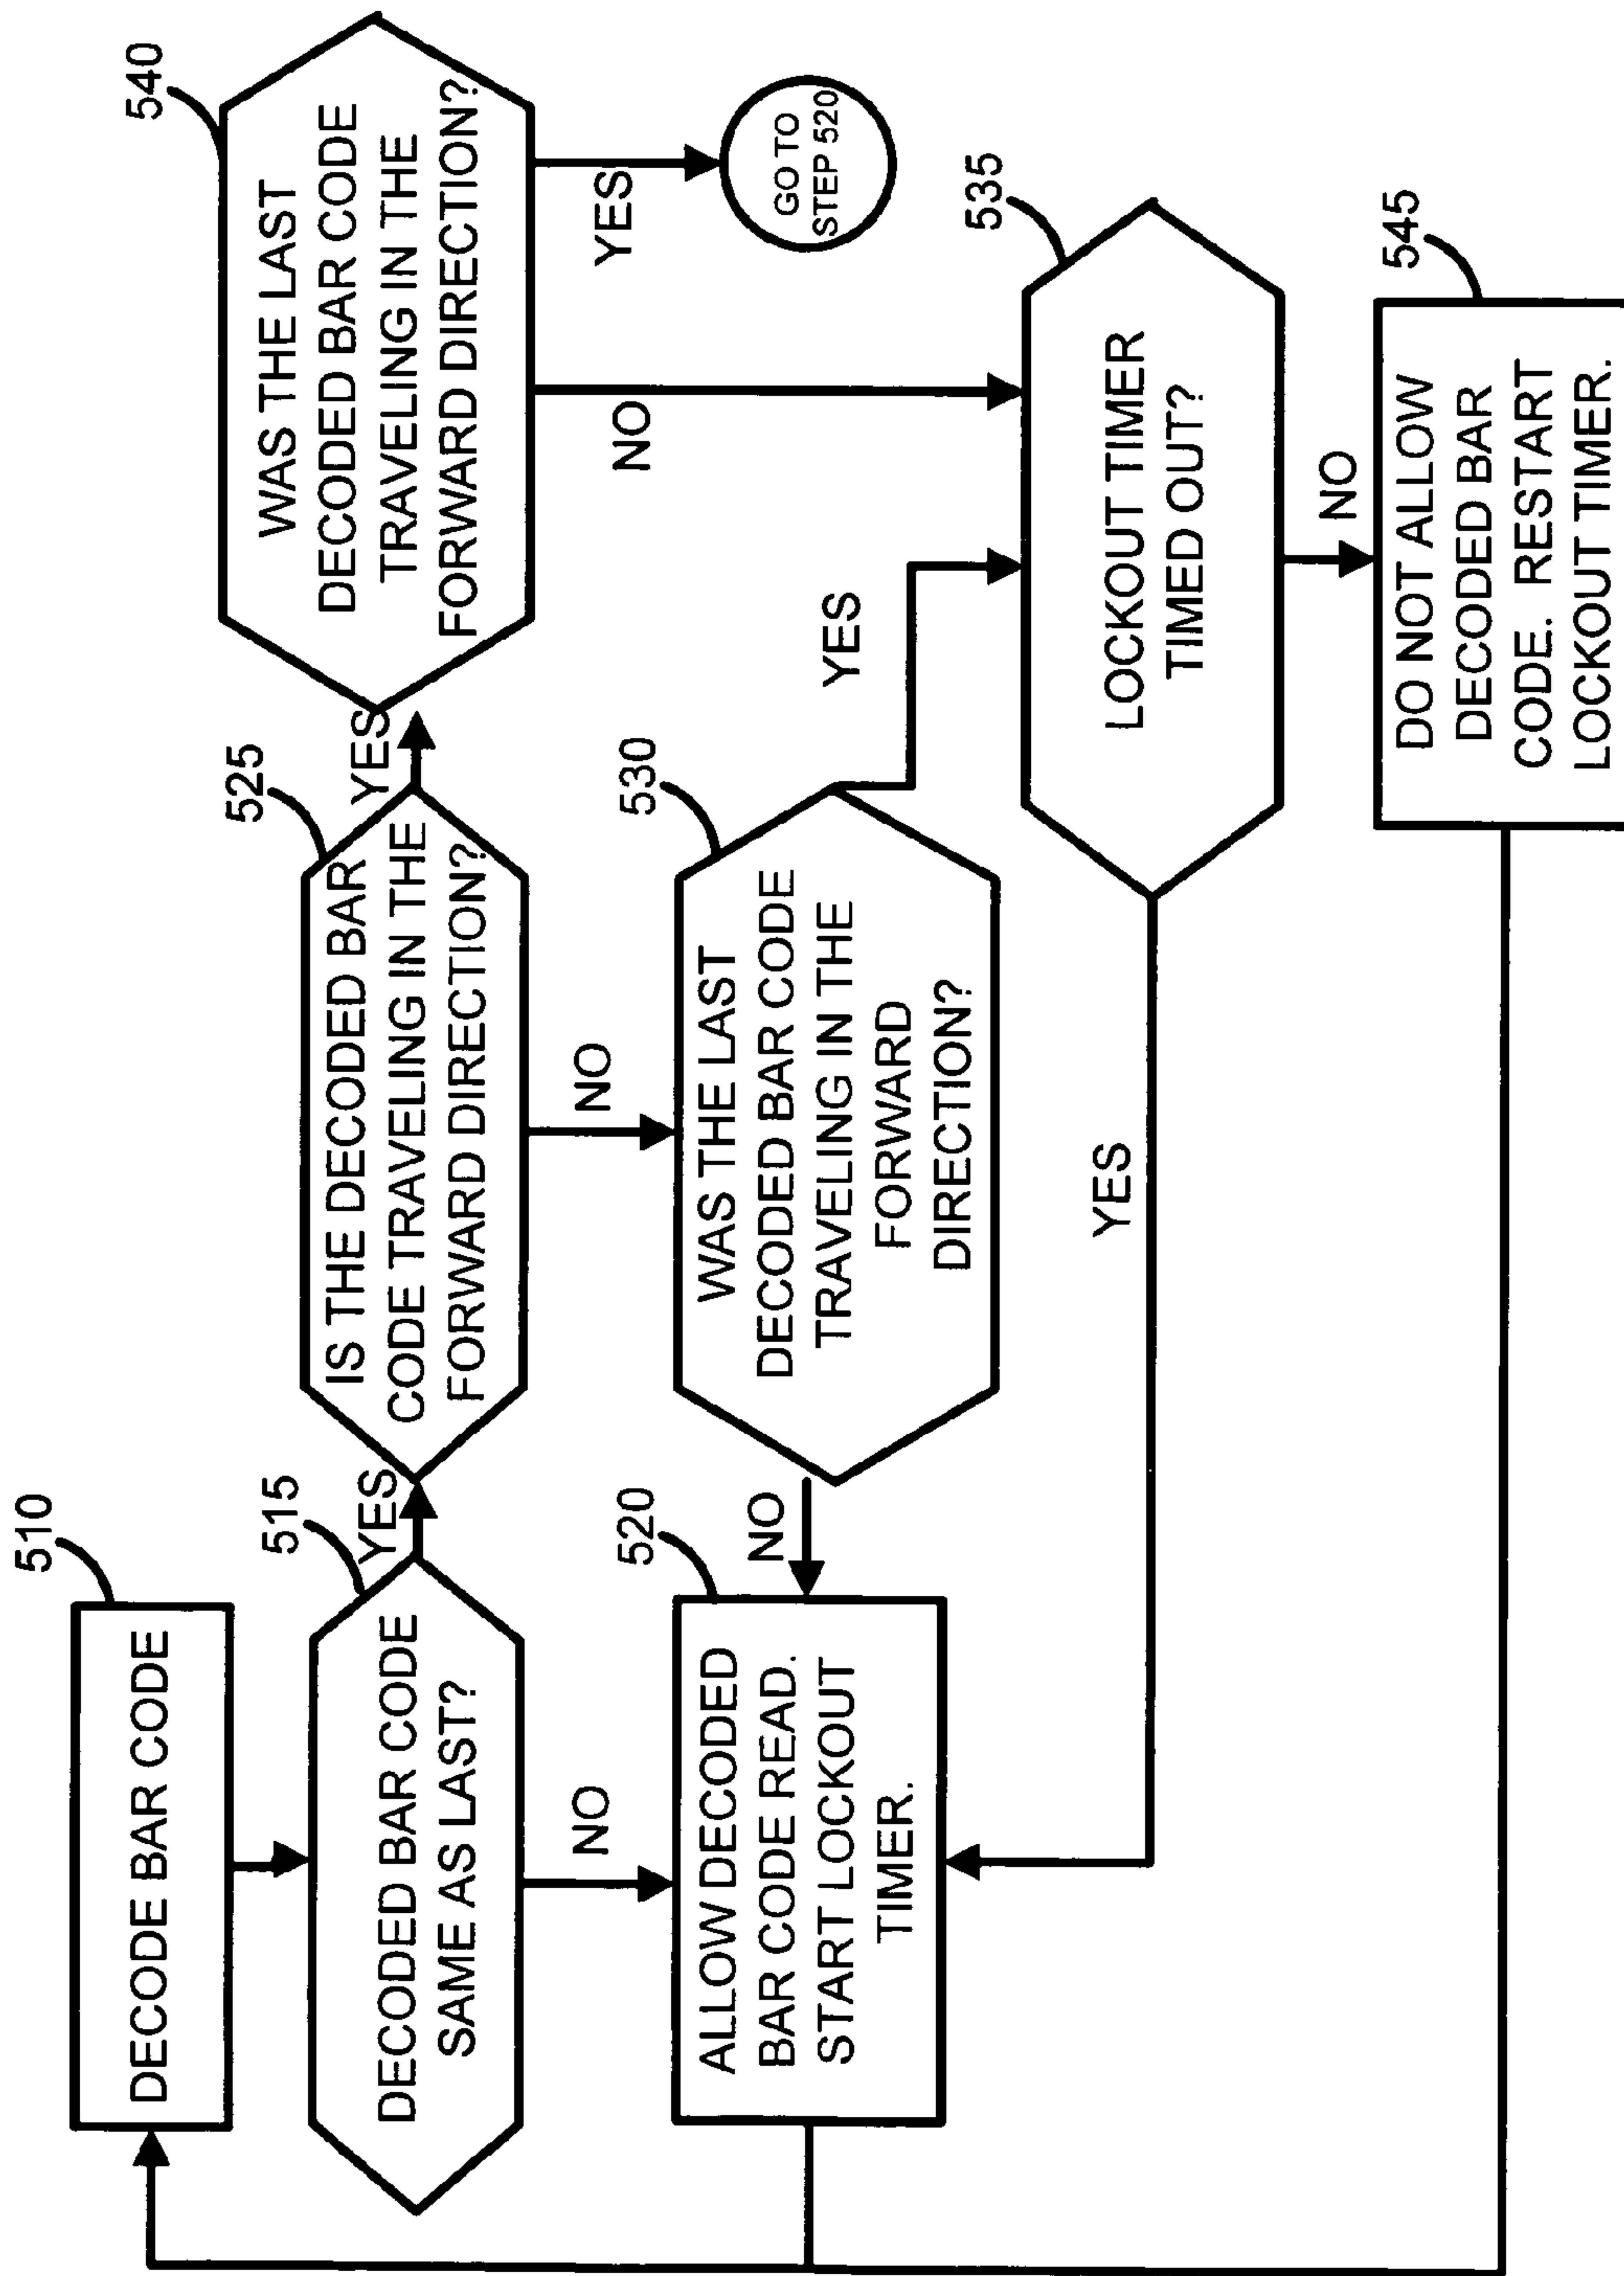 510
DECODE BAR CODE
515
DECODED BAR CODE
SAME AS LAST?
YES
NO
525
IS THE DECODED BAR
CODE TRAVELING IN THE
FORWARD DIRECTION?
YES
NO
540
WAS THE LAST
DECODED BAR CODE
TRAVELING IN THE
FORWARD DIRECTION?
YES
NO
GO TO
STEP 520
520
ALLOW DECODED
BAR CODE READ.
START LOCKOUT
TIMER.
NO
530
WAS THE LAST
DECODED BAR CODE
TRAVELING IN THE
FORWARD
DIRECTION?
YES
535
LOCKOUT TIMER
TIMED OUT?
YES
NO
545
DO NOT ALLOW
DECODED BAR
CODE. RESTART
LOCKOUT TIMER.